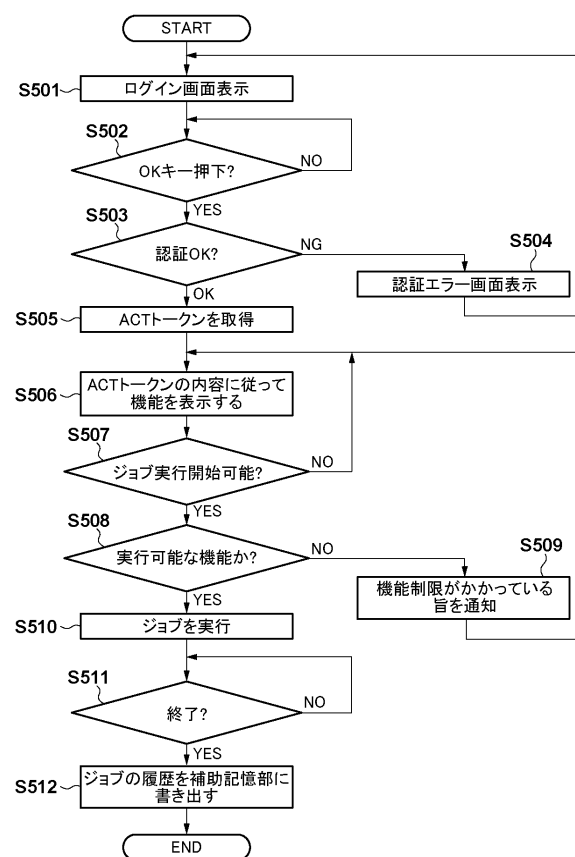 START
S501
ログイン画面表示
S502
OKキー押下?
NO
YES
S503
認証OK?
NG
OK
S504
認証エラー画面表示
S505
ACTトークンを取得
S506
ACTトークンの内容に従って
機能を表示する
S507
ジョブ実行開始可能?
NO
YES
S508
実行可能な機能か?
NO
YES
S509
機能制限がかかっている
旨を通知
S510
ジョブを実行
S511
終了?
NO
YES
S512
ジョブの履歴を補助記憶部に
書き出す
END